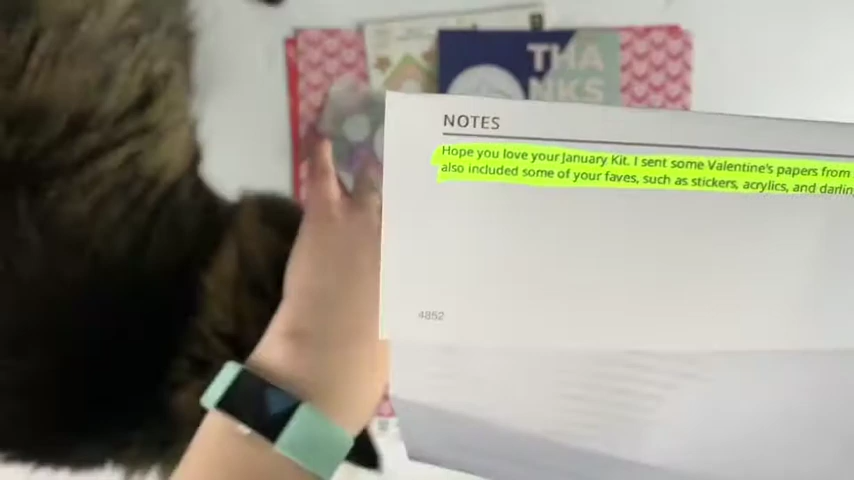 THA
NKS
NOTES
Hope you love your January Kit. I sent some Valentine's papers from
also included some of your faves, such as stickers, acrylics, and
4852